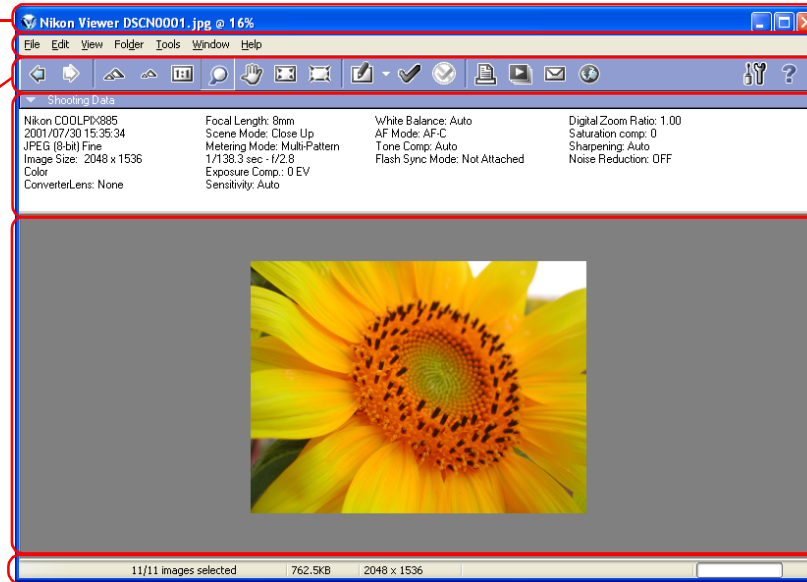 Nikon Viewer DSCN0001.jpg @ 16%
File Edit View Folder Tools Window Help
1:1 ?
Shooting Data
Nikon COOLPIX885 Focal Length: 8mm White Balance: Auto Digital Zoom Ratio: 1.00
2001/07/30 15:35:34 Scene Mode: Close Up AF Mode: AF-C Saturation comp: 0
JPEG (8-bit) Fine Metering Mode: Multi-Pattern Tone Comp: Auto Sharpening: Auto
Image Size: 2048 x 1536 1/138.3 sec - f/2.8 Flash Sync Mode: Not Attached Noise Reduction: OFF
Color Exposure Comp.: 0 EV
ConverterLens: None Sensitivity: Auto
11/11 images selected 762.5KB 2048 x 1536